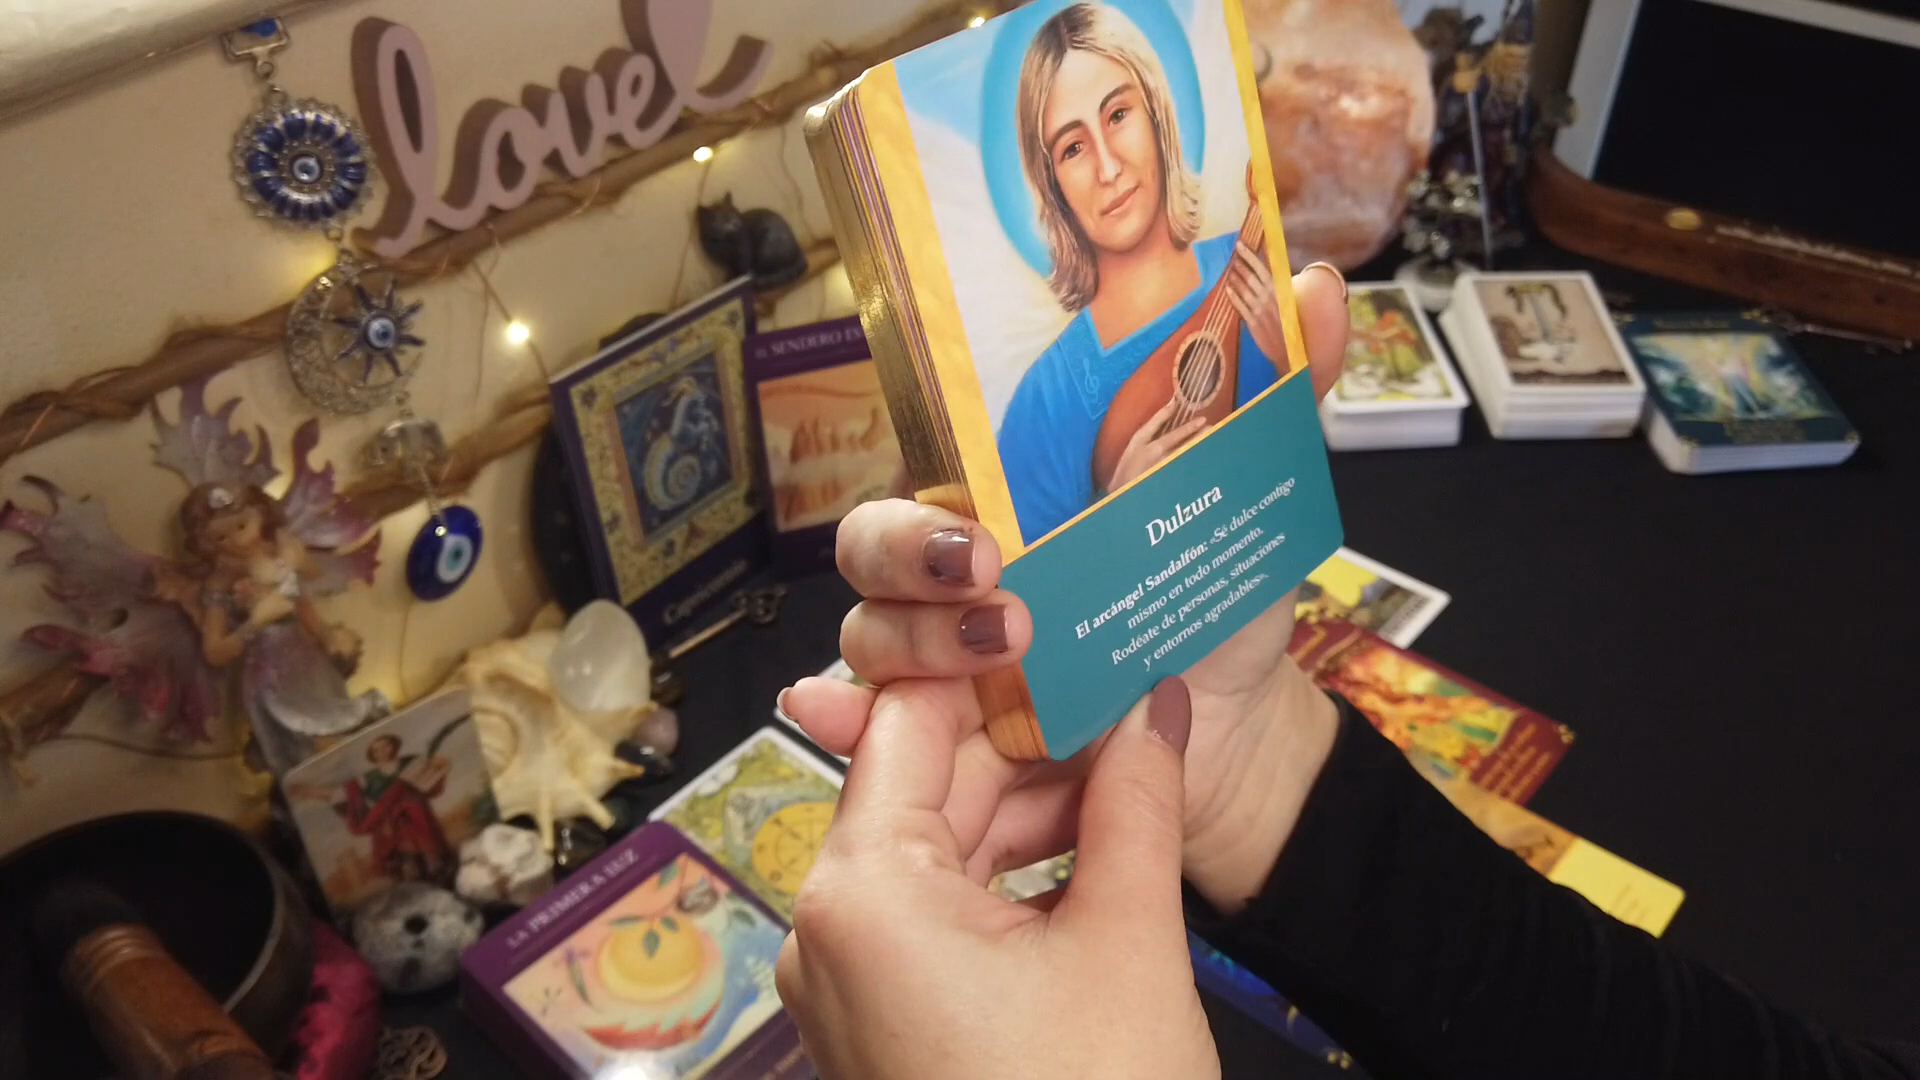 love
EL SENDERO
Capricornio
Dulzura
El arcángel Sandalfón: «Sé dulce contigo
mismo en todo momento.
Rodéate de personas, situaciones
y entornos agradables».
LA PRIMERA LUZ